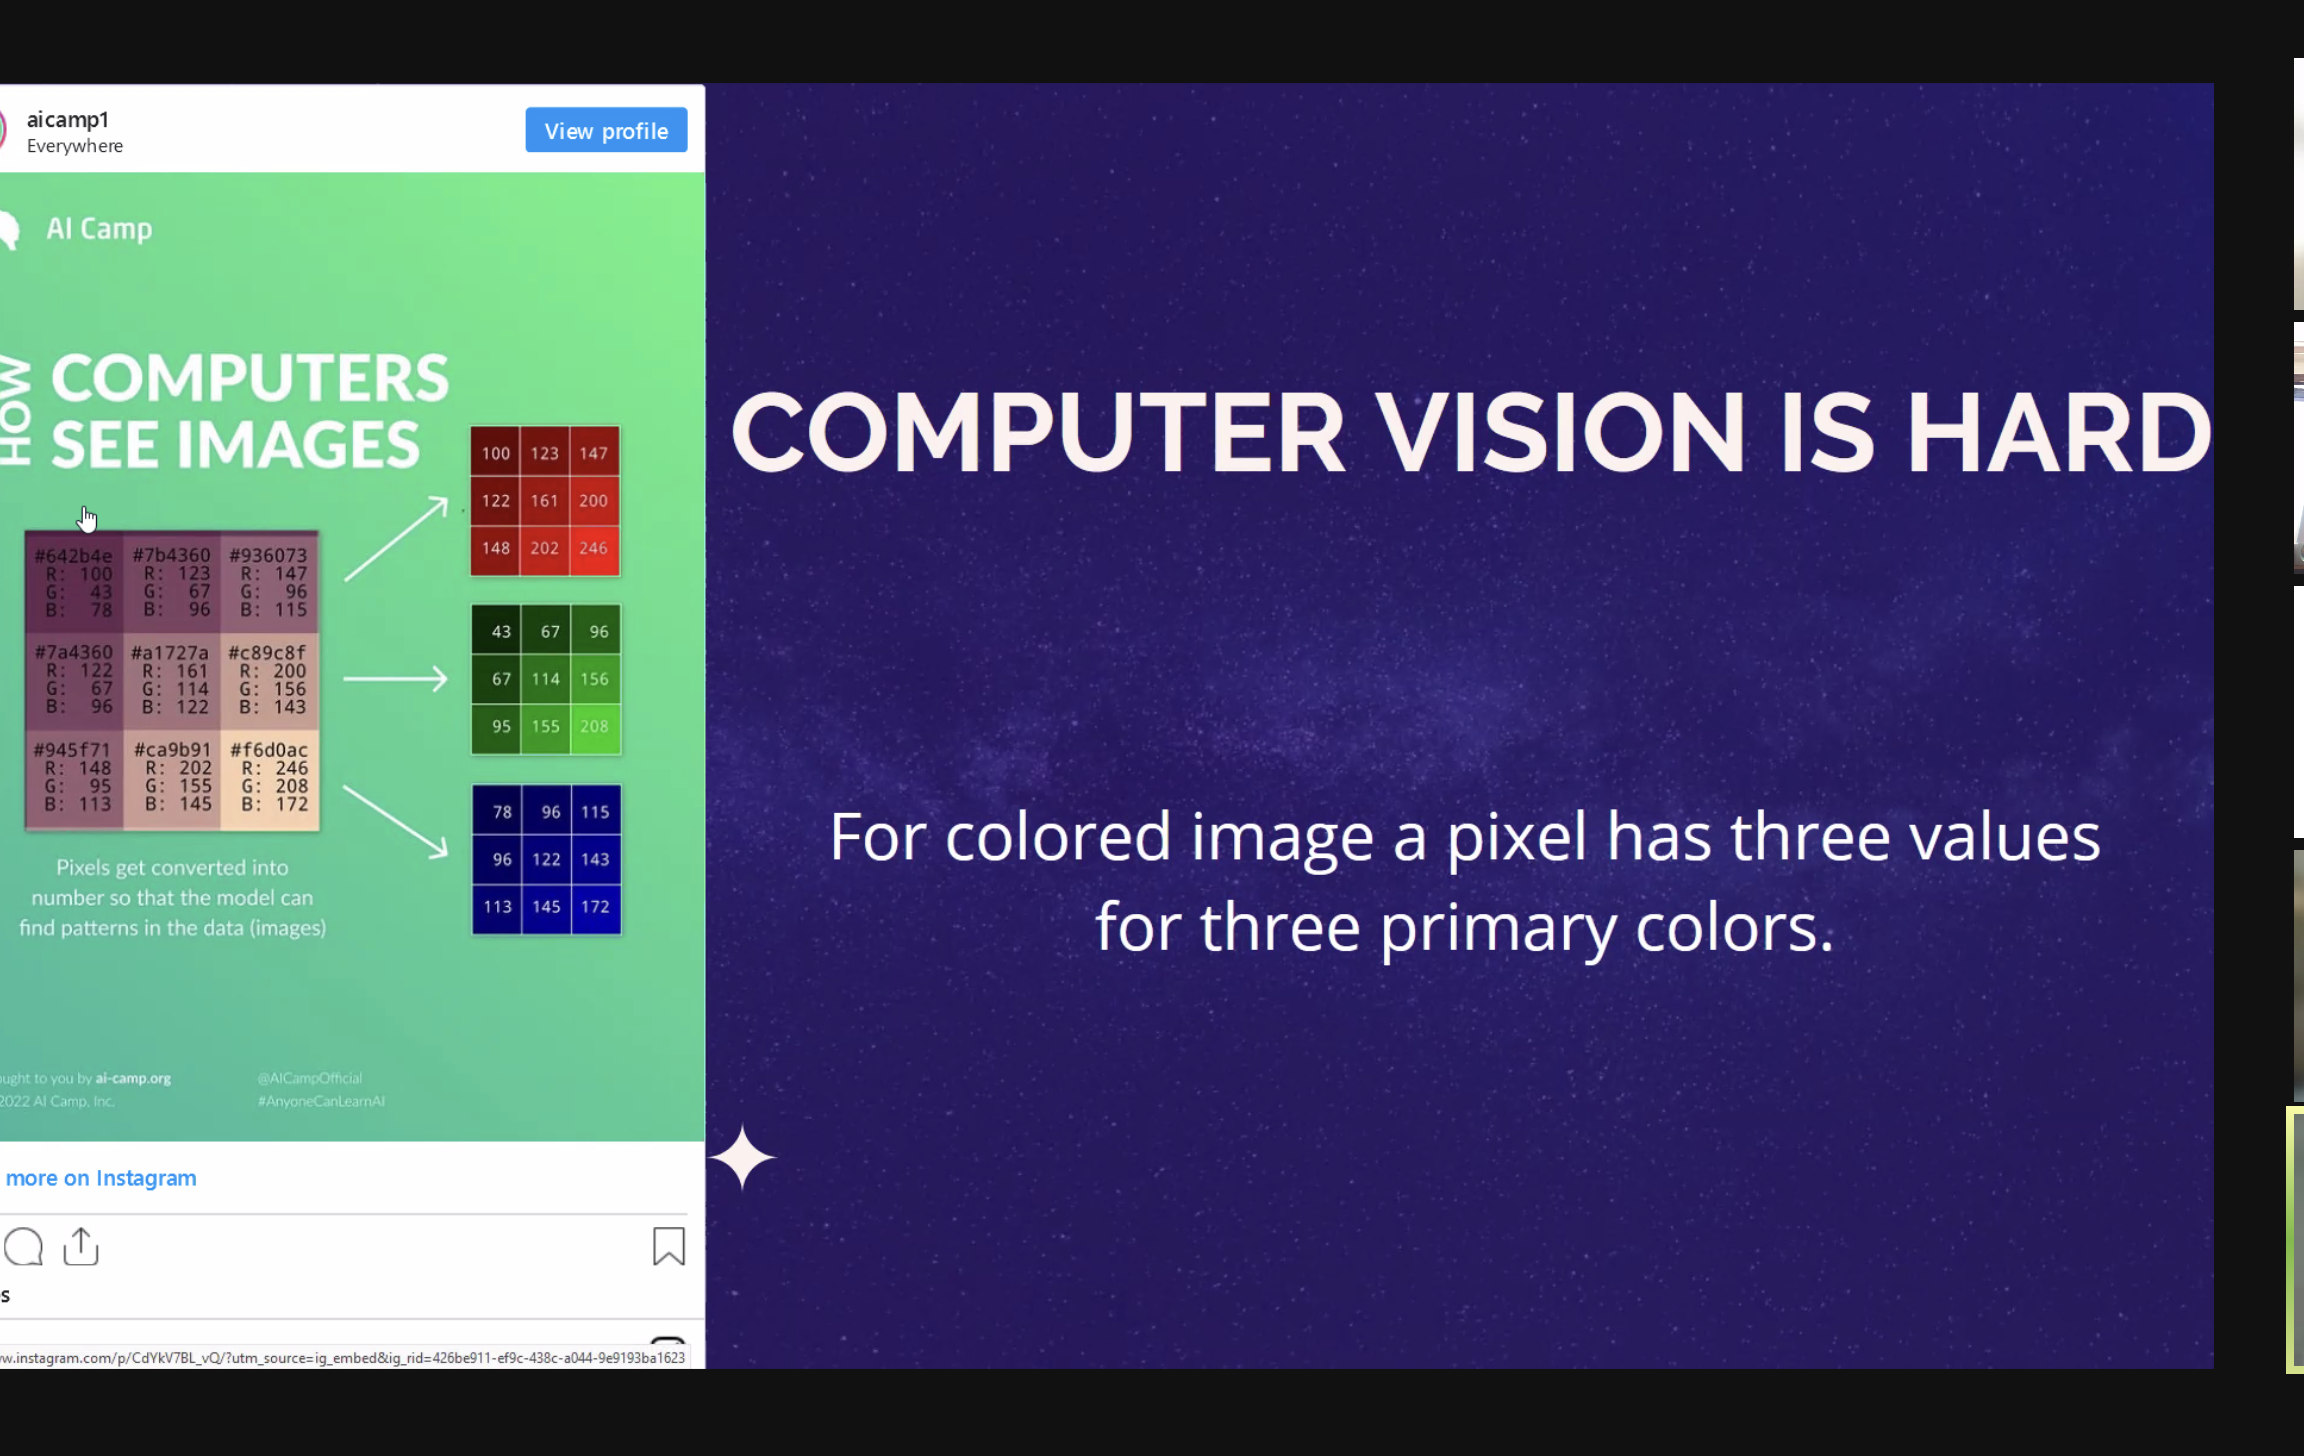 aicamp1
Everywhere
View profile
AI Camp
HOW
COMPUTERS
SEE IMAGES
#642b4e #7b4360 #936073
R: 100 R: 123 R: 147
G: 43 G: 67 G: 96
B: 78 B: 96 B: 115
#7a4360 #a1727a #c89c8f
R: 122 R: 161 R: 200
G: 67 G: 114 G: 156
B: 96 B: 122 B: 143
#945f71 #ca9b91 #f6d0ac
R: 148 R: 202 R: 246
G: 95 G: 155 G: 208
B: 113 B: 145 B: 172
100 123 147
122 161 200
148 202 246
43 67 96
67 114 156
95 155 208
78 96 115
96 122 143
113 145 172
Pixels get converted into
number so that the model can
find patterns in the data (images)
to you by ai-camp.org
2022 AI Camp, Inc.
@AICampOfficial
#AnyoneCanLearnAI
more on Instagram
w.instagram.com/p/CdYkV7BL_vQ/?utm_source=ig_embed&ig_rid=426be911-ef9c-438c-a044-9e9193ba1623
COMPUTER VISION IS HARD
For colored image a pixel has three values
for three primary colors.